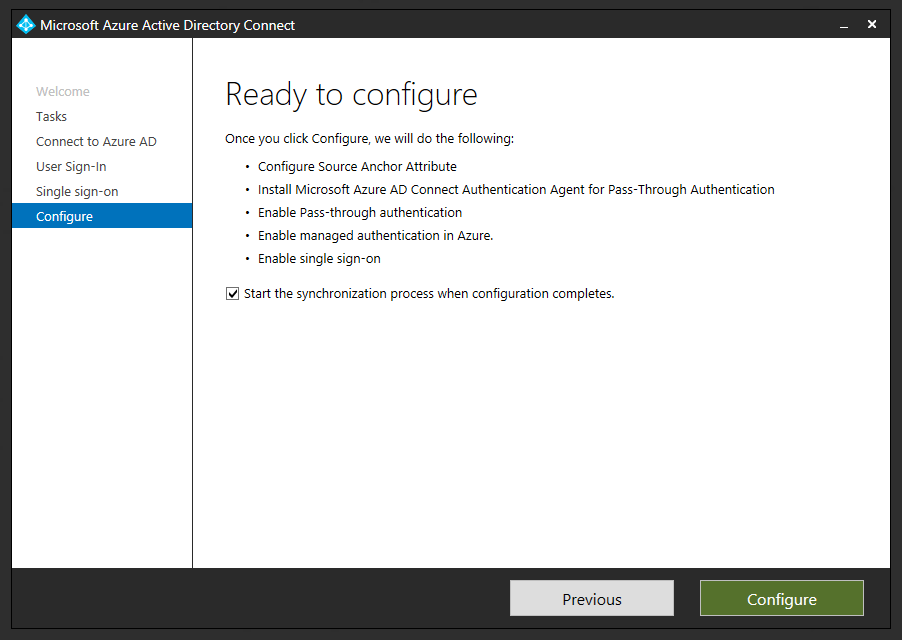 Microsoft Azure Active Directory Connect
Welcome
Tasks
Connect to Azure AD
User Sign-In
Single sign-on
Configure
Ready to configure
Once you click Configure, we will do the following:
• Configure Source Anchor Attribute
• Install Microsoft Azure AD Connect Authentication Agent for Pass-Through Authentication
• Enable Pass-through authentication
• Enable managed authentication in Azure.
• Enable single sign-on
Start the synchronization process when configuration completes.
Previous
Configure